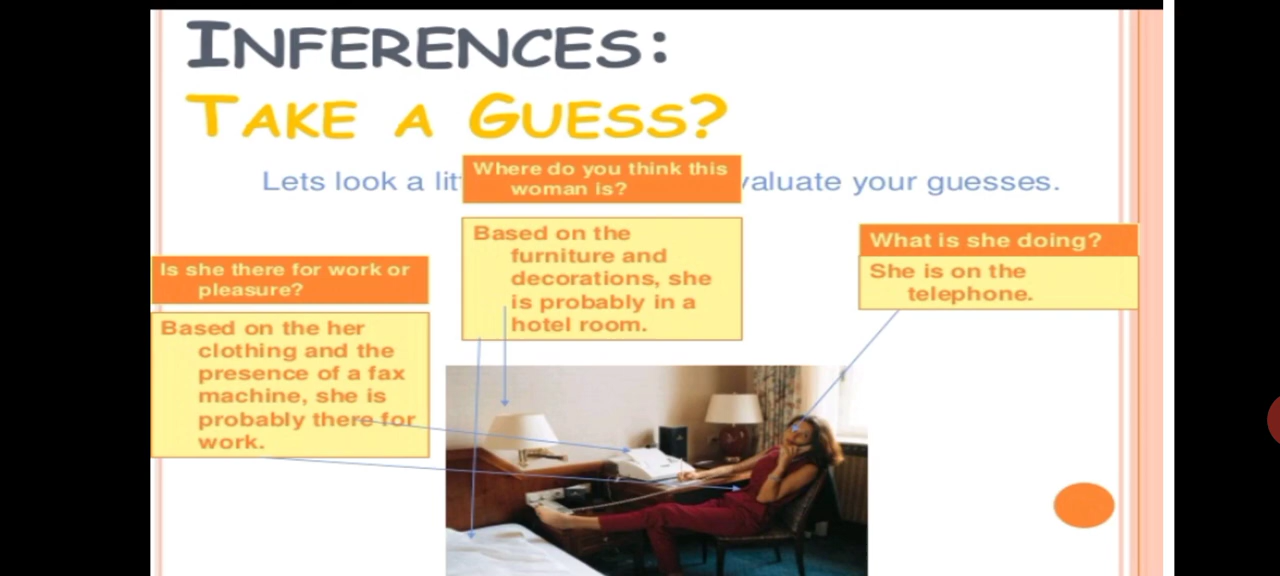 INFERENCES:
TAKE A GUESS?
Lets look a
valuate your guesses.
Where do you think this
woman is?
Based on the
furniture and
decorations, she
is probably in a
hotel room.
What is she doing?
She is on the
telephone.
Is she there for work or
pleasure?
Based on the her
clothing and the
presence of a fax
machine, she is
probably there for
work.